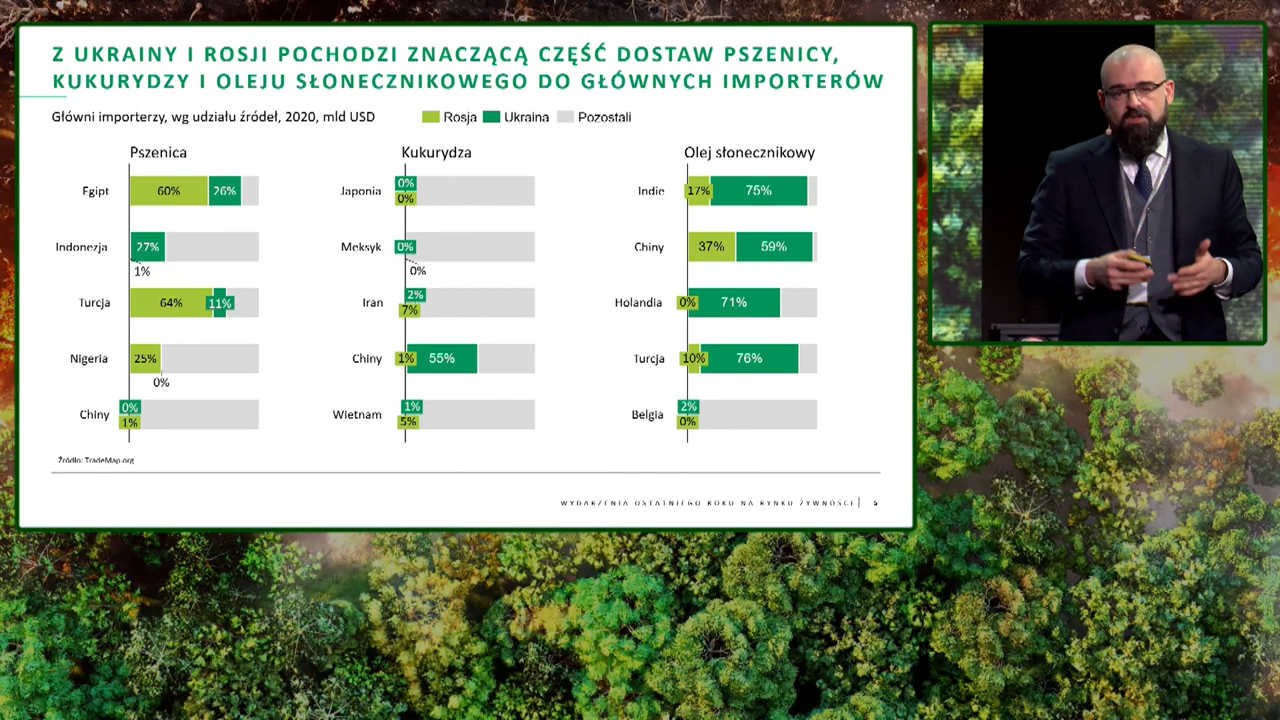 Z UKRAINY I ROSJI POCHODZI ZNACZĄCĄ CZĘŚĆ DOSTAW PSZENICY,
KUKURYDZY I OLEJU SŁONECZNIKOWEGO DO GŁÓWNYCH IMPORTERÓW
Główni importerzy, wg udziału źródeł, 2020, mld USD
Rosja Ukraina Pozostali
Pszenica
Egipt 60% 26%
Indonezja 27%
1%
Turcja 64% 11%
Nigeria 25%
0%
Chiny 0%
1%
Kukurydza
Japonia 0%
0%
Meksyk 0%
0%
Iran 2%
7%
Chiny 1% 55%
Wietnam 1%
5%
Olej słonecznikowy
Indie 17% 75%
Chiny 37% 59%
Holandia 0% 71%
Turcja 10% 76%
Belgia 2%
0%
Źródło: TradeMap.org
WYDARZENIA OSTATNIEGO ROKU NA RYNKU ŻYWNOŚCI | 5